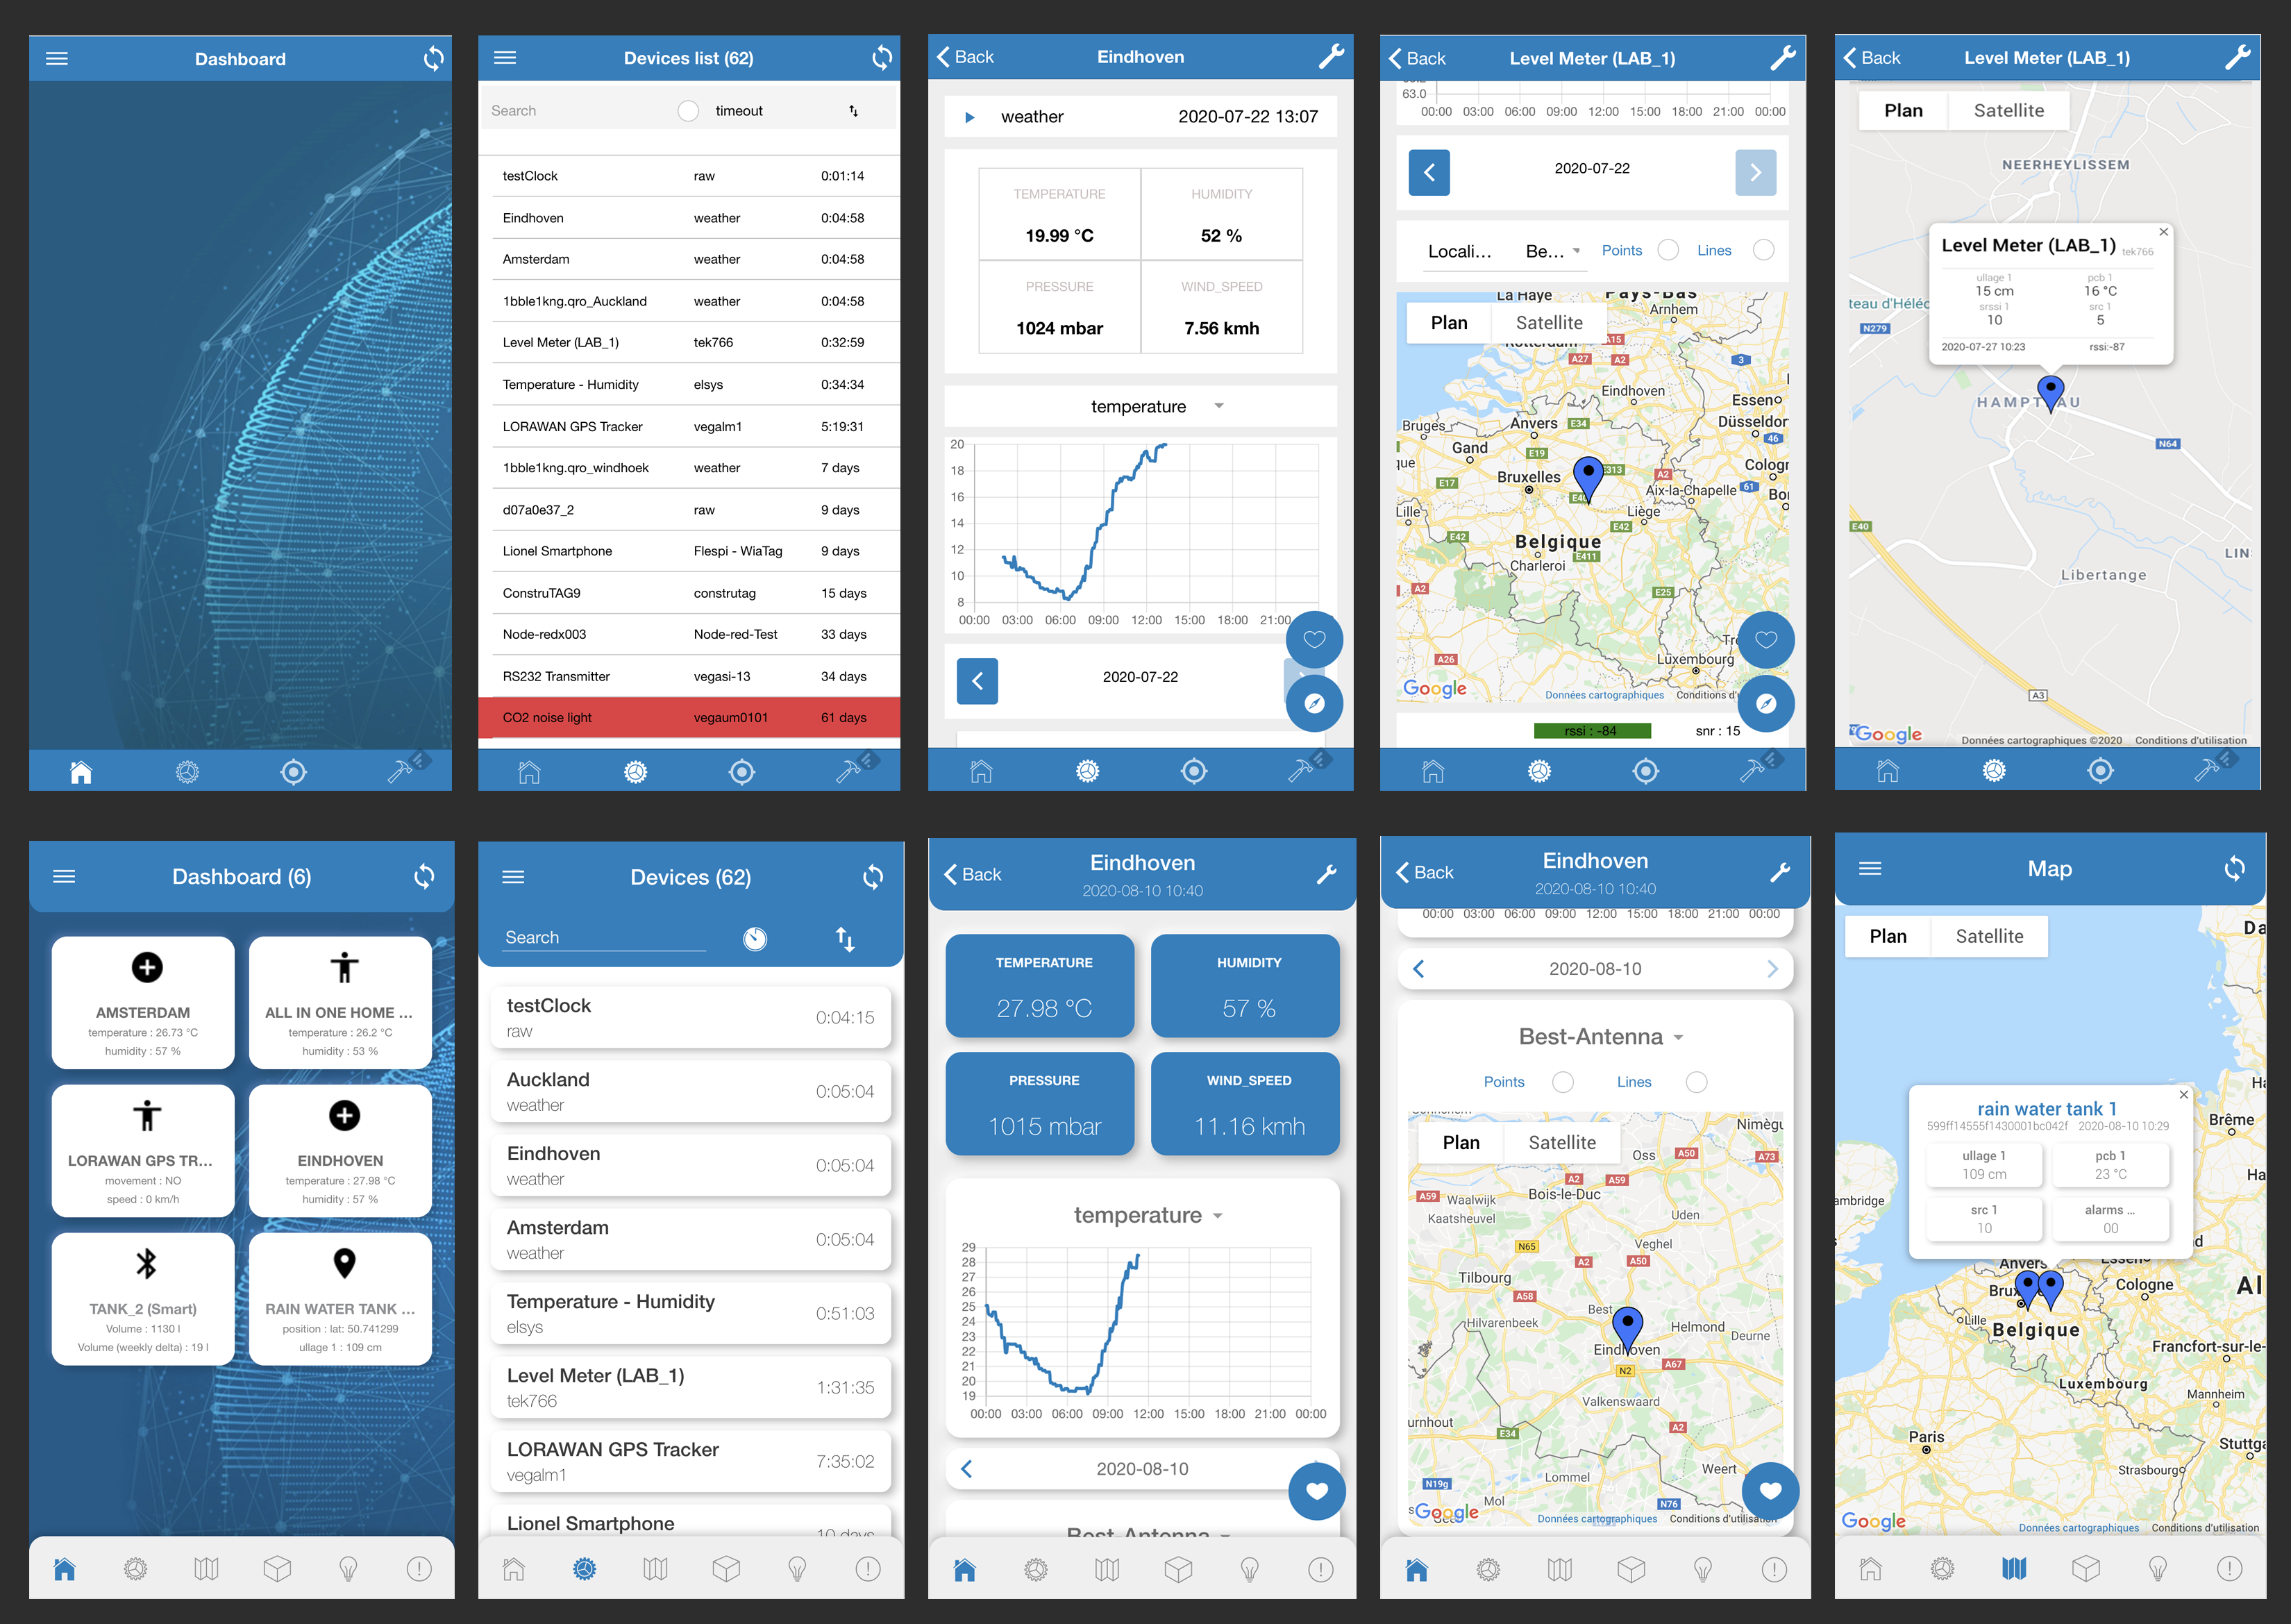 Dashboard
Devices list (62)
Search timeout
testClock raw 0:01:14
Eindhoven weather 0:04:58
Amsterdam weather 0:04:58
1bble1kng.qro_Auckland weather 0:04:58
Level Meter (LAB_1) tek766 0:32:59
Temperature - Humidity elsys 0:34:34
LORAWAN GPS Tracker vegalm1 5:19:31
1bble1kng.qro_windhoek weather 7 days
d07a0e37_2 raw 9 days
Lionel Smartphone Flespi - WiaTag 9 days
ConstruTAG9 construtag 15 days
Node-redx003 Node-red-Test 33 days
RS232 Transmitter vegasi-13 34 days
CO2 noise light vegaum0101 61 days
Back Eindhoven
weather 2020-07-22 13:07
TEMPERATURE HUMIDITY
19.99 °C 52 %
PRESSURE WIND_SPEED
1024 mbar 7.56 kmh
temperature
20
18
16
14
12
10
8
00:00 03:00 06:00 09:00 12:00 15:00 18:00 21:00
2020-07-22
Back Level Meter (LAB_1)
63.0
00:00 03:00 06:00 09:00 12:00 15:00 18:00 21:00 00:00
2020-07-22
Locali... Be... Points Lines
La Haye Pays-Bas
Arnhem
Plan Satellite
A15
A27 A2 3
Eindhoven
Essen
Bruges Anvers E34 Düsseldor
46
Gand
E19
que Cologn
Bruxelles E313 A2
E17 Aix-la-Chapelle 61 Bo
E40
Lille Liège
E42 E42
Belgique
E411
Charleroi
A2 E25
Tr
A26 Luxembourg
Google Données cartographiques Conditions d'
rssi : -84 snr : 15
Back Level Meter (LAB_1)
Plan Satellite
NEERHEYLISSEM
Level Meter (LAB_1) tek766
ullage 1 pcb 1
15 cm 16 °C
srssi 1 src 1
10 5
2020-07-27 10:23 rssi:-87
teau d'Héléc
N279
HAMPTEAU
N64
E40
LIN
Libertange
A3
Google Données cartographiques ©2020 Conditions d'utilisation
Dashboard (6)
AMSTERDAM
temperature : 26.73 °C
humidity : 57 %
ALL IN ONE HOME ...
temperature : 26.2 °C
humidity : 53 %
LORAWAN GPS TR...
movement : NO
speed : 0 km/h
EINDHOVEN
temperature : 27.98 °C
humidity : 57 %
TANK_2 (Smart)
Volume : 1130 l
Volume (weekly delta) : 19 l
RAIN WATER TANK ...
position : lat: 50.741299
ullage 1 : 109 cm
Devices (62)
Search
testClock
raw 0:04:15
Auckland
weather 0:05:04
Eindhoven
weather 0:05:04
Amsterdam
weather 0:05:04
Temperature - Humidity
elsys 0:51:03
Level Meter (LAB_1)
tek766 1:31:35
LORAWAN GPS Tracker
vegalm1 7:35:02
Lionel Smartphone
10 days
Back Eindhoven
2020-08-10 10:40
TEMPERATURE HUMIDITY
27.98 °C 57 %
PRESSURE WIND_SPEED
1015 mbar 11.16 kmh
temperature
29
28
27
26
25
24
23
22
21
20
19
00:00 03:00 06:00 09:00 12:00 15:00 18:00 21:00 00:00
2020-08-10
Best-Antenna
Back Eindhoven
2020-08-10 10:40
00:00 03:00 06:00 09:00 12:00 15:00 18:00 21:00 00:00
2020-08-10
Best-Antenna
Points Lines
Nimègu
Plan Satellite
Oss A50 A73
A2 A59
A59 Waalwijk Bois-le-Duc
Kaatsheuvel Uden
N65 Veghel
A2 A50
Tilbourg
A58
Best
Hilvarenbeek Helmond
Deurne
Eindhoven
N2 A67
Valkenswaard
urnhout A2
E34
Weert
Lommel
N19g
Mol N76
Google Données cartographiques Conditions d'utilisation
Map
Plan Satellite
Da
rain water tank 1
599ff14555f1430001bc042f 2020-08-10 10:29
ullage 1 pcb 1
109 cm 23 °C
src 1 alarms ...
10 00
Ha
Brême
Ha
ambridge
d
Anvers Essen
Cologne
Brux Al
Lille
Belgique
Francfort-sur-le-
Luxembourg
Mannheim
Paris
Stuttga
Strasbourg
Google Données cartographiques Conditions d'utilisation